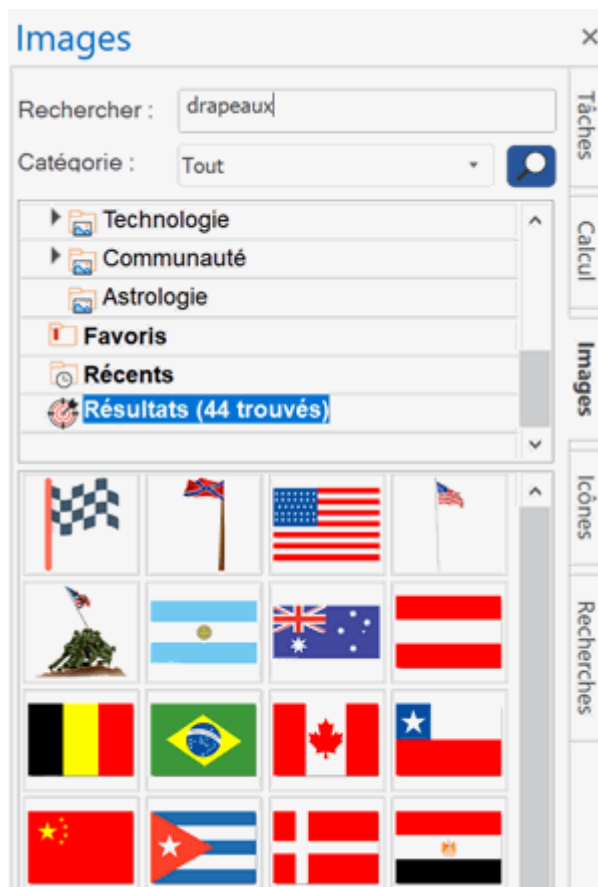 Images
Rechercher :
drapeaux
Catégorie :
Tout
Technologie
Communauté
Astrologie
Favoris
Récents
Résultats (44 trouvés)
Tâches
Calcul
Images
Icônes
Recherches